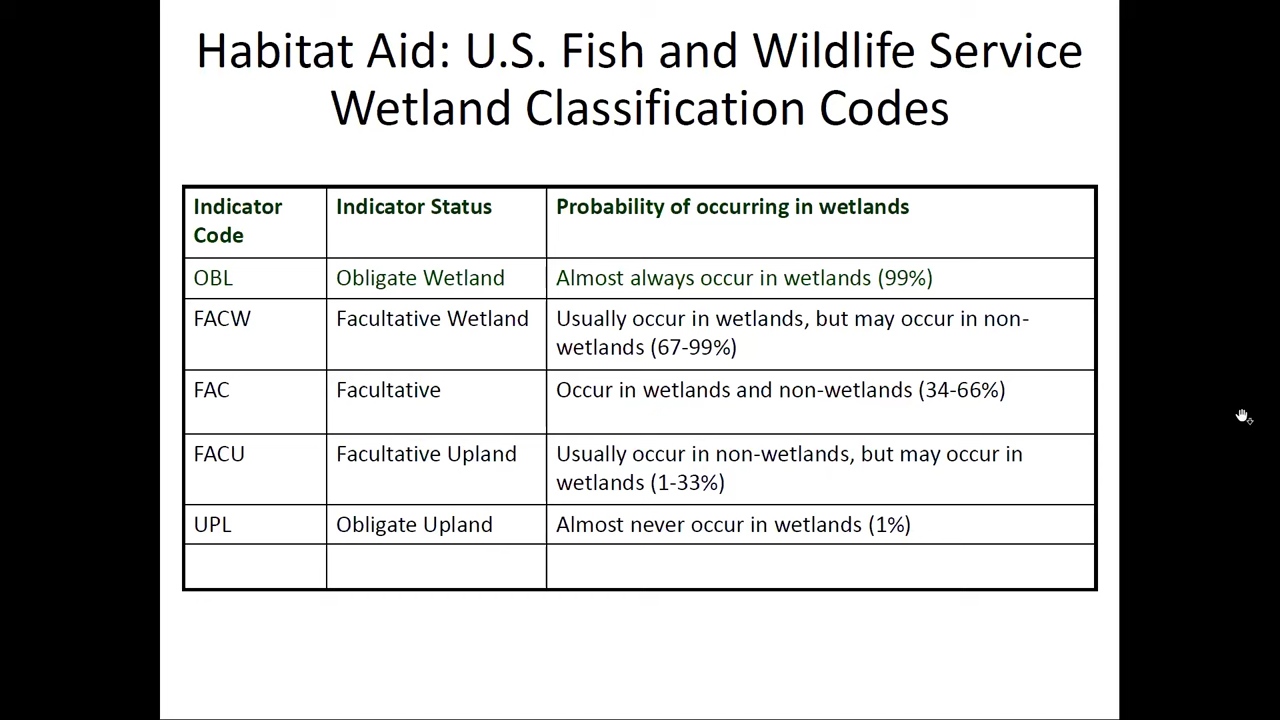 Habitat Aid: U.S. Fish and Wildlife Service
Wetland Classification Codes
Indicator Code | Indicator Status | Probability of occurring in wetlands
OBL | Obligate Wetland | Almost always occur in wetlands (99%)
FACW | Facultative Wetland | Usually occur in wetlands, but may occur in non-
wetlands (67-99%)
FAC | Facultative | Occur in wetlands and non-wetlands (34-66%)
FACU | Facultative Upland | Usually occur in non-wetlands, but may occur in
wetlands (1-33%)
UPL | Obligate Upland | Almost never occur in wetlands (1%)